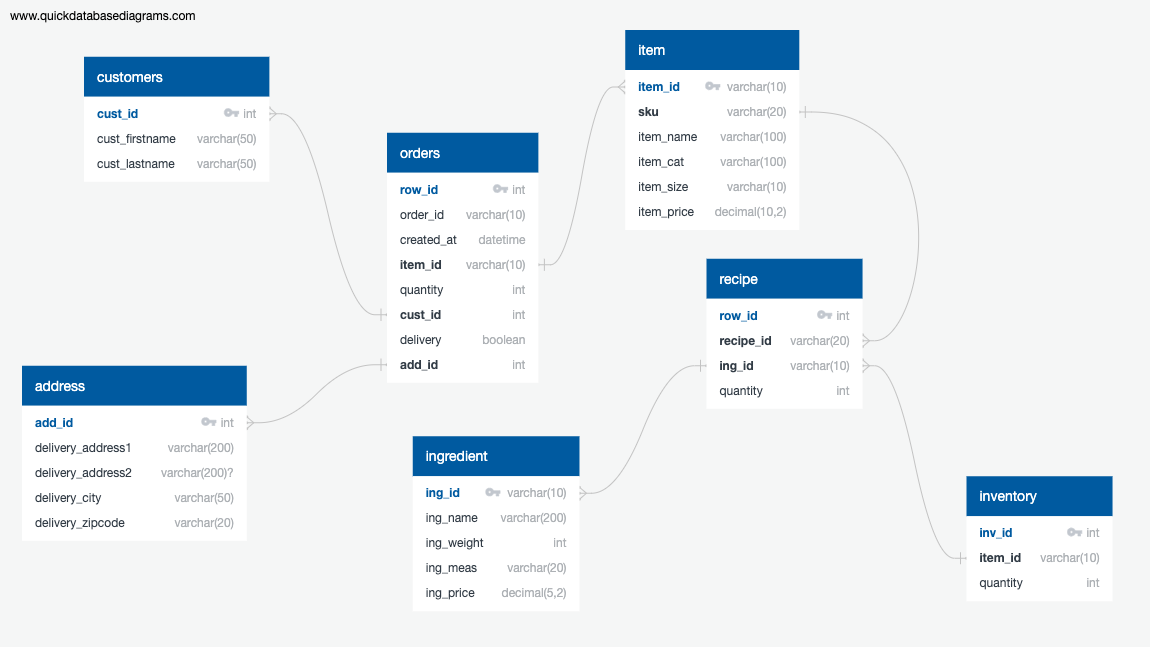 www.quickdatabasediagrams.com
customers
cust_id int
cust_firstname varchar(50)
cust_lastname varchar(50)
orders
row_id int
order_id varchar(10)
created_at datetime
item_id varchar(10)
quantity int
cust_id int
delivery boolean
add_id int
item
item_id varchar(10)
sku varchar(20)
item_name varchar(100)
item_cat varchar(100)
item_size varchar(10)
item_price decimal(10,2)
recipe
row_id int
recipe_id varchar(20)
ing_id varchar(10)
quantity int
address
add_id int
delivery_address1 varchar(200)
delivery_address2 varchar(200)?
delivery_city varchar(50)
delivery_zipcode varchar(20)
ingredient
ing_id varchar(10)
ing_name varchar(200)
ing_weight int
ing_meas varchar(20)
ing_price decimal(5,2)
inventory
inv_id int
item_id varchar(10)
quantity int